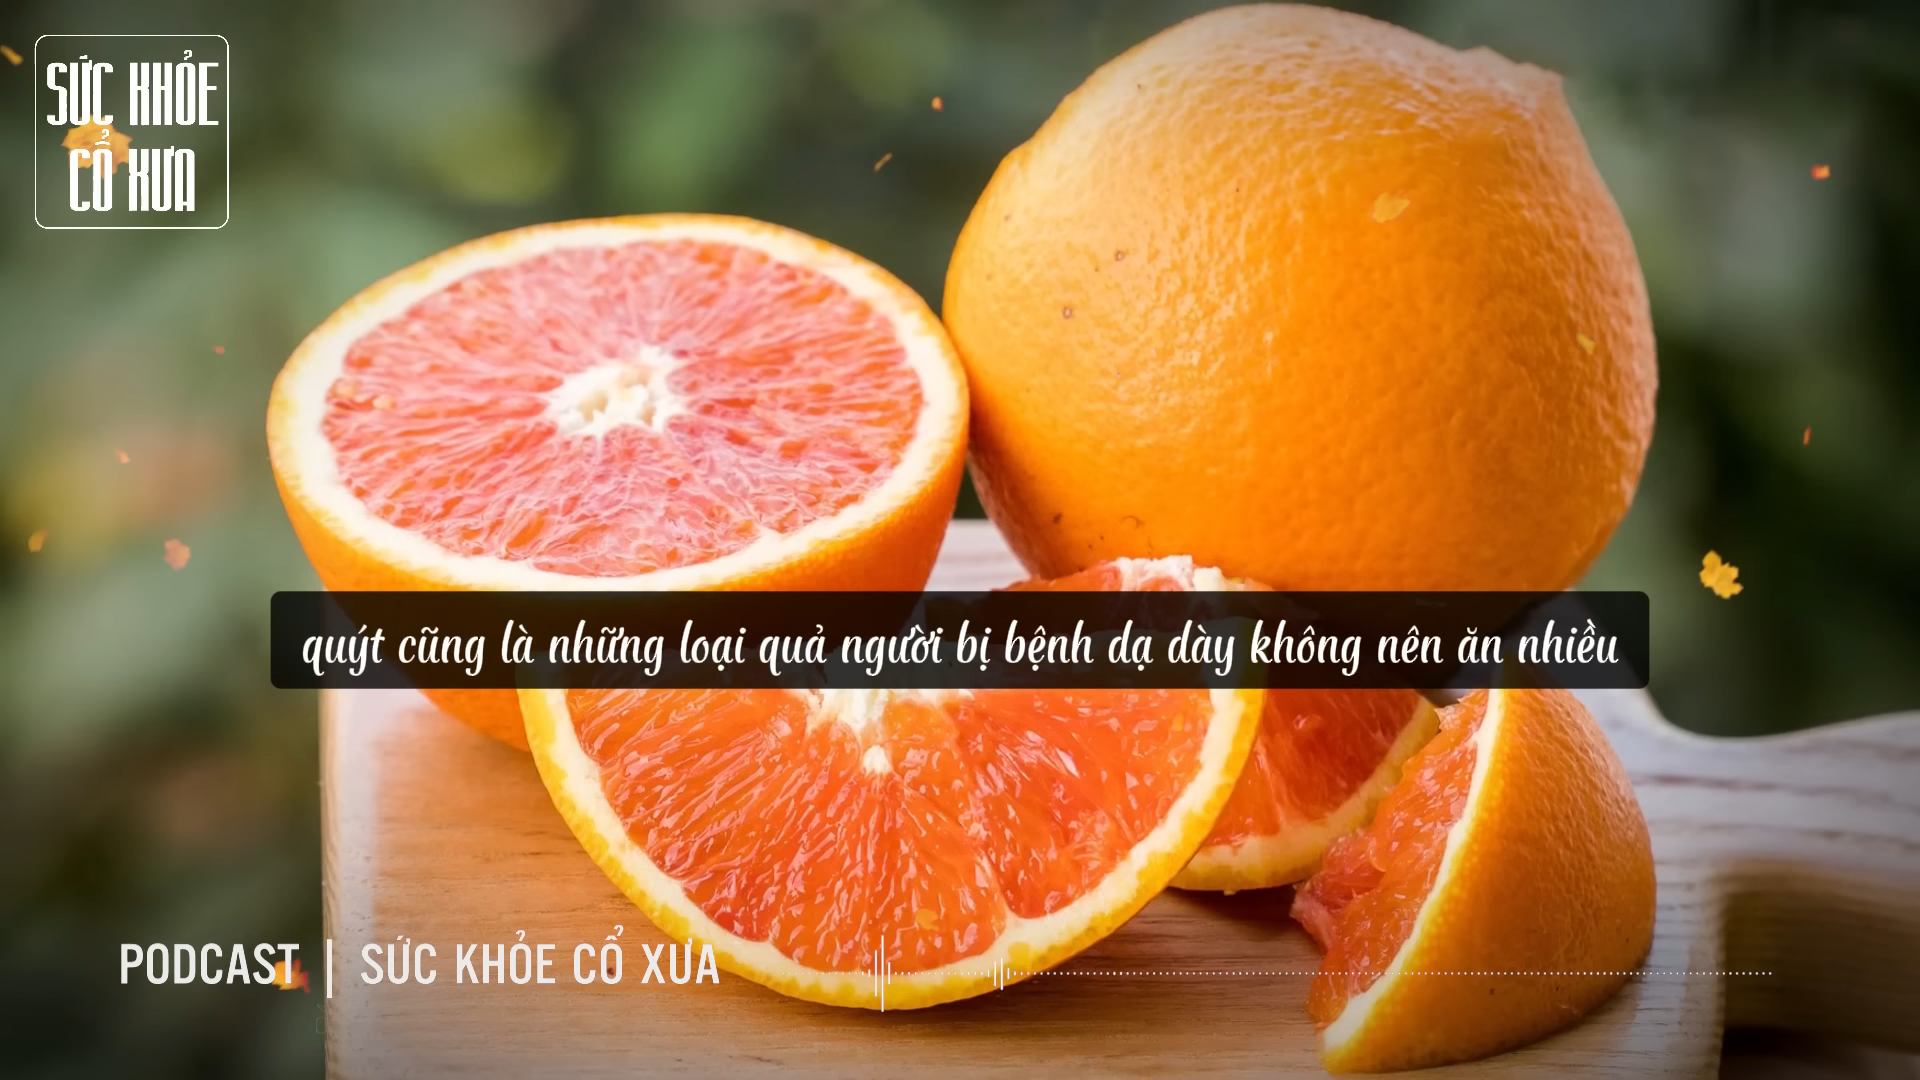 SỨC KHỎE
CỔ XƯA
quýt cũng là những loại quả người bị bệnh dạ dày không nên ăn nhiều
PODCAST | SỨC KHỎE CỔ XƯA